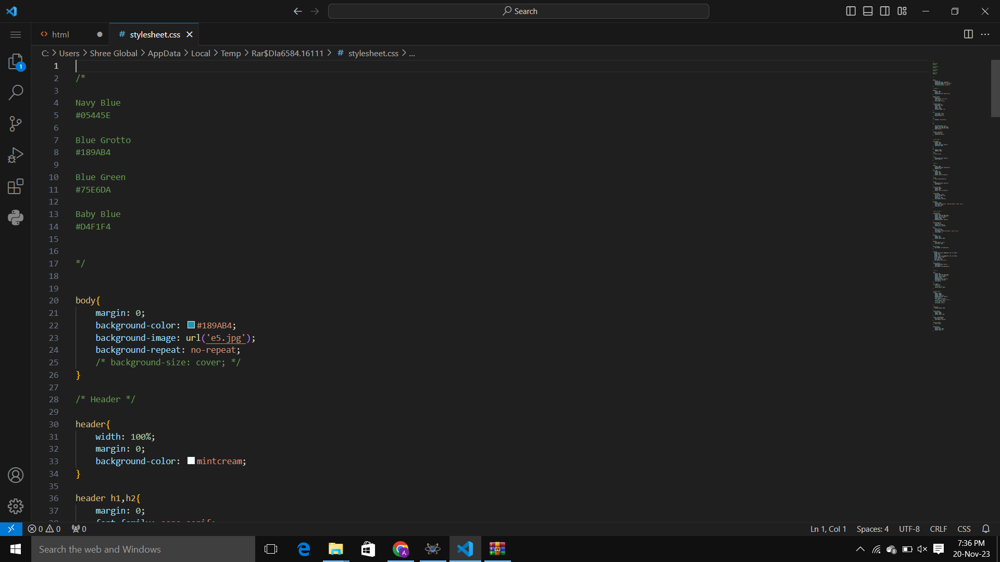 Search
html
# stylesheet.css
C: > Users > Shree Global > AppData > Local > Temp > Rar$DIa6584.16111 > # stylesheet.css > ...
1
1
2 /*
3
4 Navy Blue
5 #05445E
6
7 Blue Grotto
8 #189AB4
9
10 Blue Green
11 #75E6DA
12
13 Baby Blue
14 #D4F1F4
15
16
17 */
18
19
20 body{
21 margin: 0;
22 background-color: #189AB4;
23 background-image: url('e5.jpg');
24 background-repeat: no-repeat;
25 /* background-size: cover; */
26 }
27
28 /* Header */
29
30 header{
31 width: 100%;
32 margin: 0;
33 background-color: mintcream;
34 }
35
36 header h1,h2{
37 margin: 0;
38 font-family: sans-serif;
0 0 0 Ln 1, Col 1 Spaces: 4 UTF-8 CRLF CSS
Search the web and Windows
7:36 PM
20-Nov-23